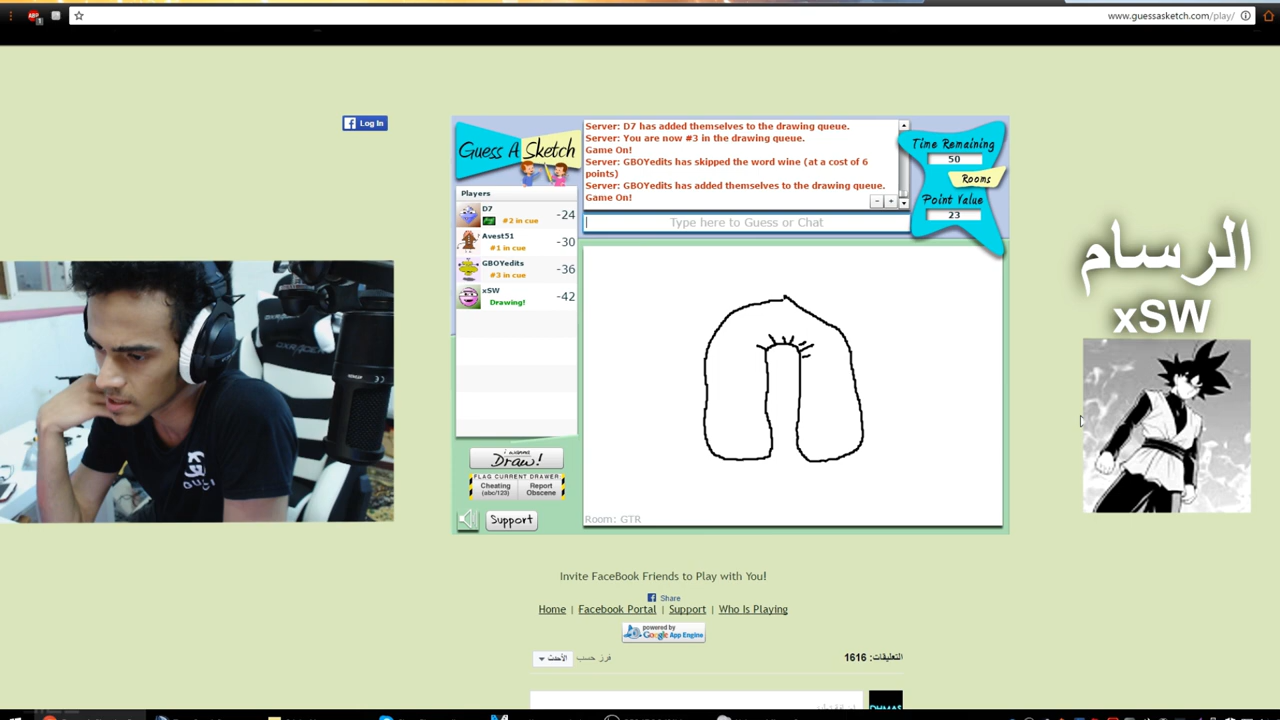 www.guessasketch.com/play/
Log In
Guess A Sketch
Players
D7
#2 in cue
-24
Avest51
#1 in cue
-30
GBOYedits
#3 in cue
-36
xSW
Drawing!
-42
Server: D7 has added themselves to the drawing queue.
Server: You are now #3 in the drawing queue.
Game On!
Server: GBOYedits has skipped the word wine (at a cost of 6
points)
Server: GBOYedits has added themselves to the drawing queue.
Game On!
Type here to Guess or Chat
Time Remaining
50
Rooms
Point Value
23
الرسام
xSW
i wanna
Draw!
FLAG CURRENT DRAWER
Cheating
(abc/123)
Report
Obscene
Support
Room: GTR
Invite FaceBook Friends to Play with You!
Share
Home | Facebook Portal | Support | Who Is Playing
powered by
Google App Engine
التعليقات: 1616
فرز حسب
الأحدث
DHMAS